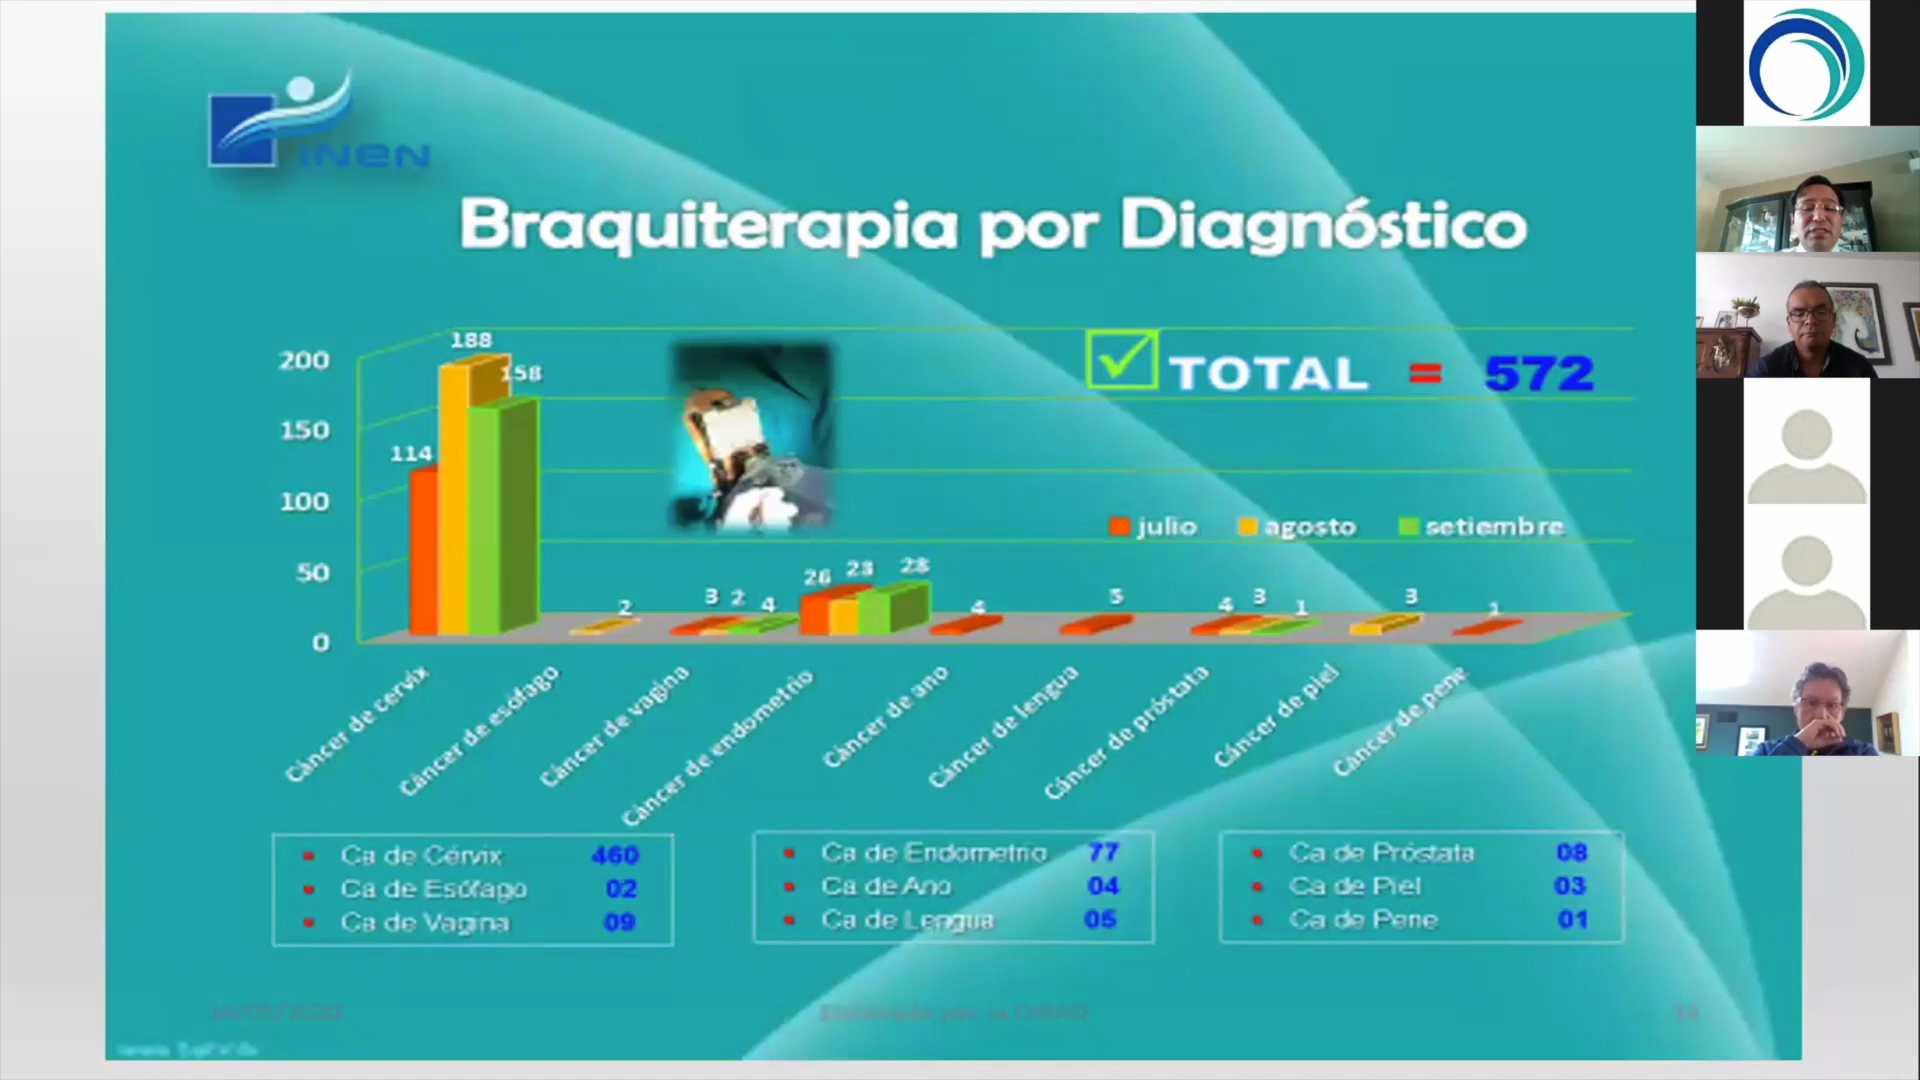 INEN
Braquiterapia por Diagnóstico
TOTAL = 572
200
150
100
50
0
114
188
158
2
3
2
4
26
23
28
4
5
4
3
1
3
1
julio
agosto
setiembre
Cáncer de cervix
Cáncer de esófago
Cáncer de vagina
Cáncer de endometrio
Cáncer de ano
Cáncer de lengua
Cáncer de próstata
Cáncer de piel
Cáncer de pene
Ca de Cérvix 460
Ca de Esófago 02
Ca de Vagina 09
Ca de Endometrio 77
Ca de Ano 04
Ca de Lengua 05
Ca de Próstata 08
Ca de Piel 03
Ca de Pene 01